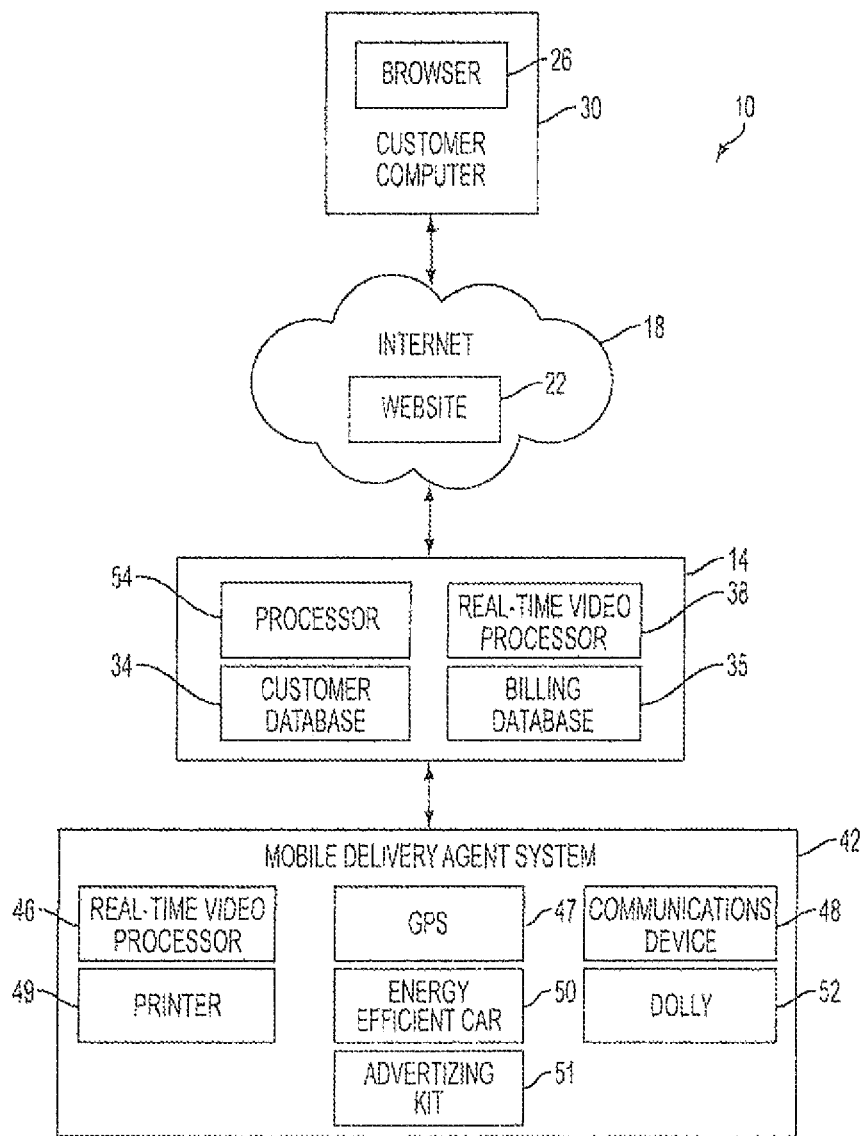 BROWSER
26
30
CUSTOMER
COMPUTER
10
INTERNET
18
WEBSITE
22
14
54
PROCESSOR
REAL-TIME VIDEO
PROCESSOR
38
34
CUSTOMER
DATABASE
BILLING
DATABASE
35
MOBILE DELIVERY AGENT SYSTEM
42
46
REAL-TIME VIDEO
PROCESSOR
GPS
47
COMMUNICATIONS
DEVICE
48
49
PRINTER
ENERGY
EFFICIENT CAR
50
DOLLY
52
ADVERTIZING
KIT
51